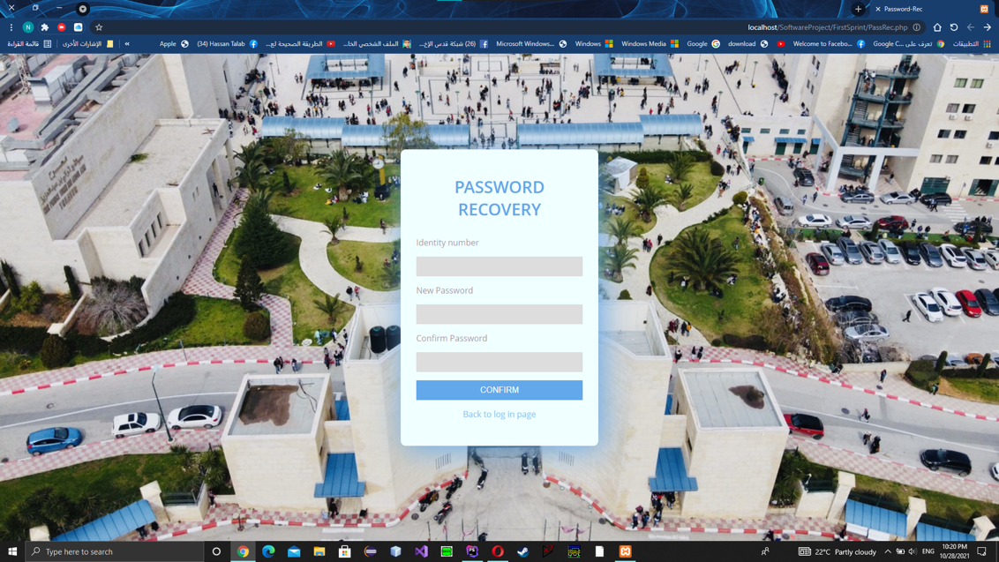 Password-Rec
localhost/SoftwareProject/FirstSprint/PassRec.php
N
التطبيقات
تعرف على Google C...
Welcome to Facebo...
download
Google
Windows Media
Windows
Microsoft Windows...
(26) شبكة قدس الإخ...
الملف الشخصي الخا...
الطريقة الصحيحة لع...
(34) Hassan Talab
Apple
»
الإشارات الأخرى
قائمة القراءة
PASSWORD
RECOVERY
Identity number
New Password
Confirm Password
CONFIRM
Back to log in page
Type here to search
22°C Partly cloudy
ENG
10:20 PM
10/28/2021